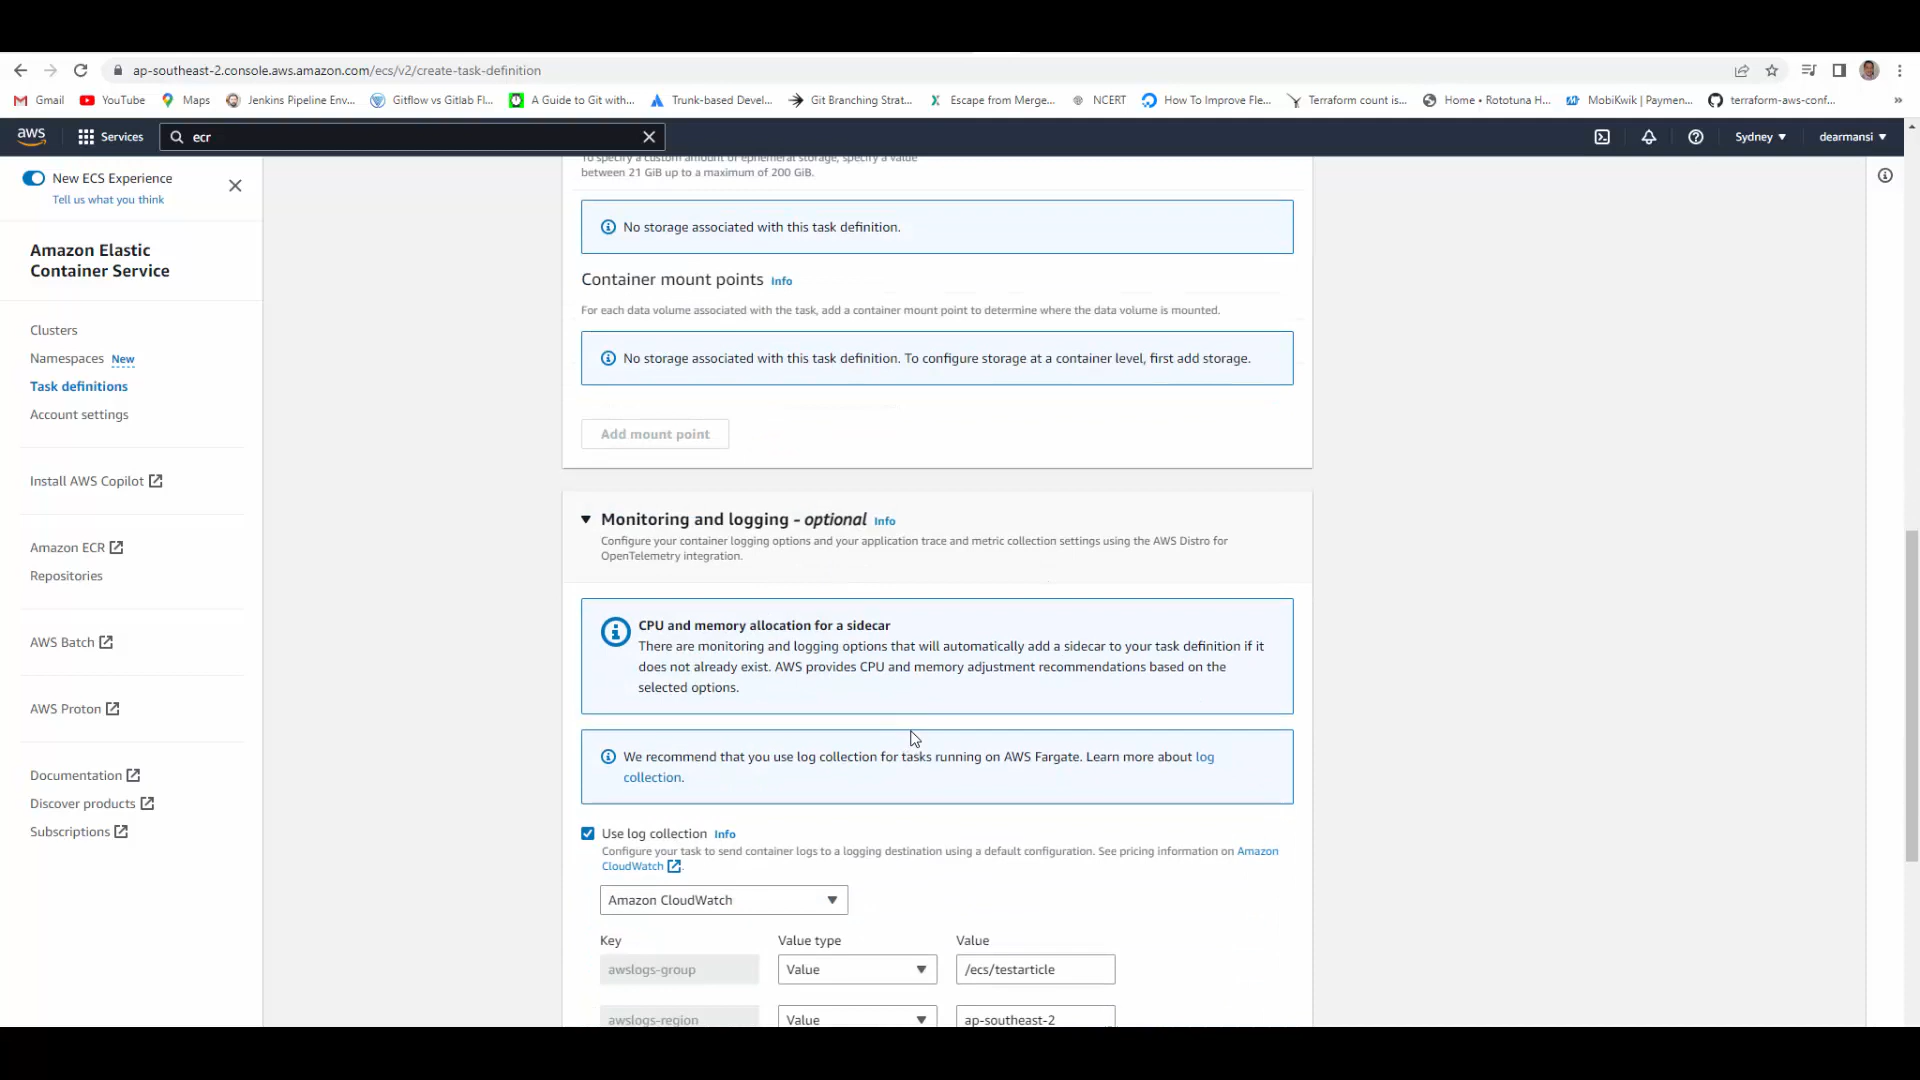 ap-southeast-2.console.aws.amazon.com/ecs/v2/create-task-definition
Gmail YouTube Maps Jenkins Pipeline Env... Gitflow vs Gitlab Fl... A Guide to Git with... Trunk-based Devel... Git Branching Strat... Escape from Merge... NCERT How To Improve Fle... Terraform count is... Home • Rototuna H... MobiKwik | Paymen... terraform-aws-conf... »
aws Services ecr Sydney dearmansi
New ECS Experience
Tell us what you think
Amazon Elastic
Container Service
Clusters
Namespaces New
Task definitions
Account settings
Install AWS Copilot
Amazon ECR
Repositories
AWS Batch
AWS Proton
Documentation
Discover products
Subscriptions
To specify a custom amount of ephemeral storage, specify a value
between 21 GiB up to a maximum of 200 GiB.
No storage associated with this task definition.
Container mount points Info
For each data volume associated with the task, add a container mount point to determine where the data volume is mounted.
No storage associated with this task definition. To configure storage at a container level, first add storage.
Add mount point
Monitoring and logging - optional Info
Configure your container logging options and your application trace and metric collection settings using the AWS Distro for
OpenTelemetry integration.
CPU and memory allocation for a sidecar
There are monitoring and logging options that will automatically add a sidecar to your task definition if it
does not already exist. AWS provides CPU and memory adjustment recommendations based on the
selected options.
We recommend that you use log collection for tasks running on AWS Fargate. Learn more about log
collection.
Use log collection Info
Configure your task to send container logs to a logging destination using a default configuration. See pricing information on Amazon
CloudWatch .
Amazon CloudWatch
Key Value type Value
awslogs-group Value /ecs/testarticle
awslogs-region Value ap-southeast-2